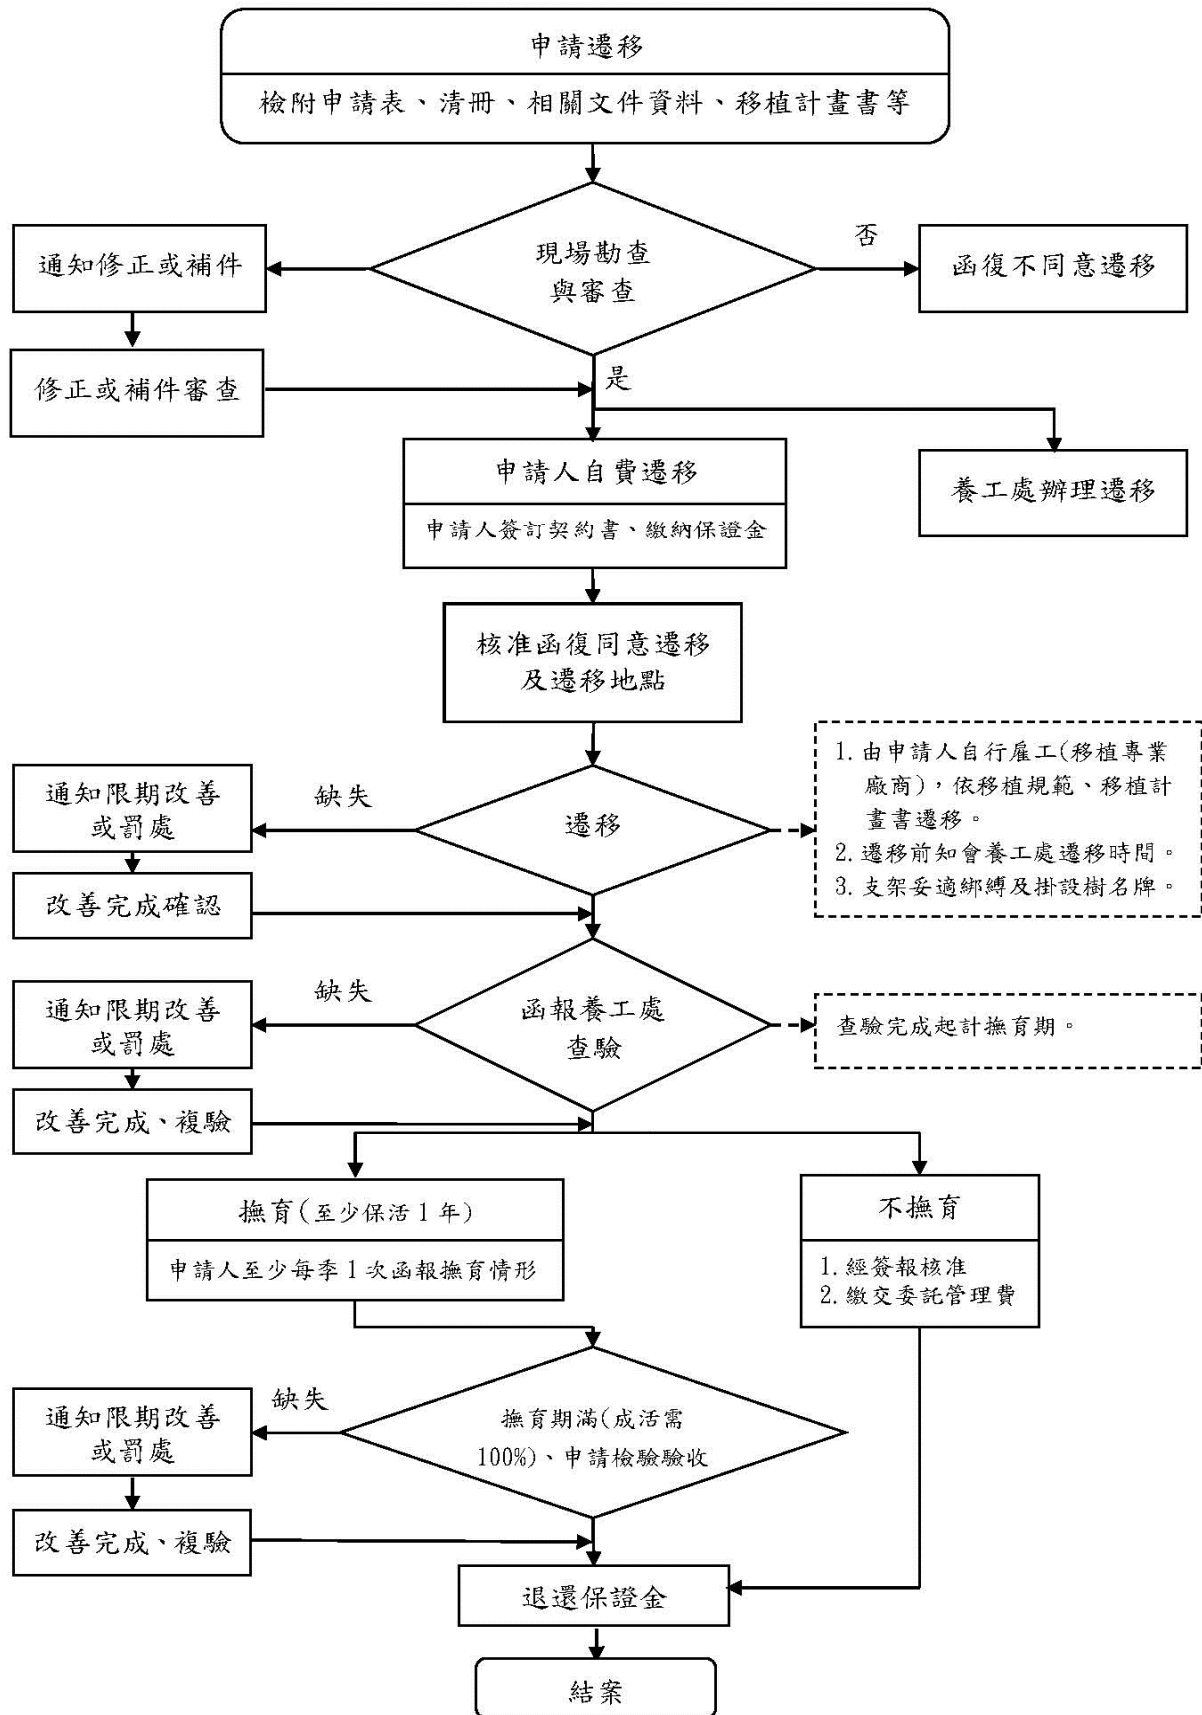 申請遷移
檢附申請表、清冊、相關文件資料、移植計畫書等
現場勘查
與審查
否
函復不同意遷移
通知修正或補件
修正或補件審查
是
申請人自費遷移
申請人簽訂契約書、繳納保證金
養工處辦理遷移
核准函復同意遷移
及遷移地點
遷移
缺失
通知限期改善
或罰處
改善完成確認
1. 由申請人自行雇工(移植專業
廠商)，依移植規範、移植計
畫書遷移。
2. 遷移前知會養工處遷移時間。
3. 支架妥適綁縛及掛設樹名牌。
函報養工處
查驗
缺失
通知限期改善
或罰處
改善完成、複驗
查驗完成起計撫育期。
撫育(至少保活1年)
申請人至少每季1次函報撫育情形
不撫育
1. 經簽報核准
2. 繳交委託管理費
撫育期滿(成活需
100%)、申請檢驗驗收
缺失
通知限期改善
或罰處
改善完成、複驗
退還保證金
結案